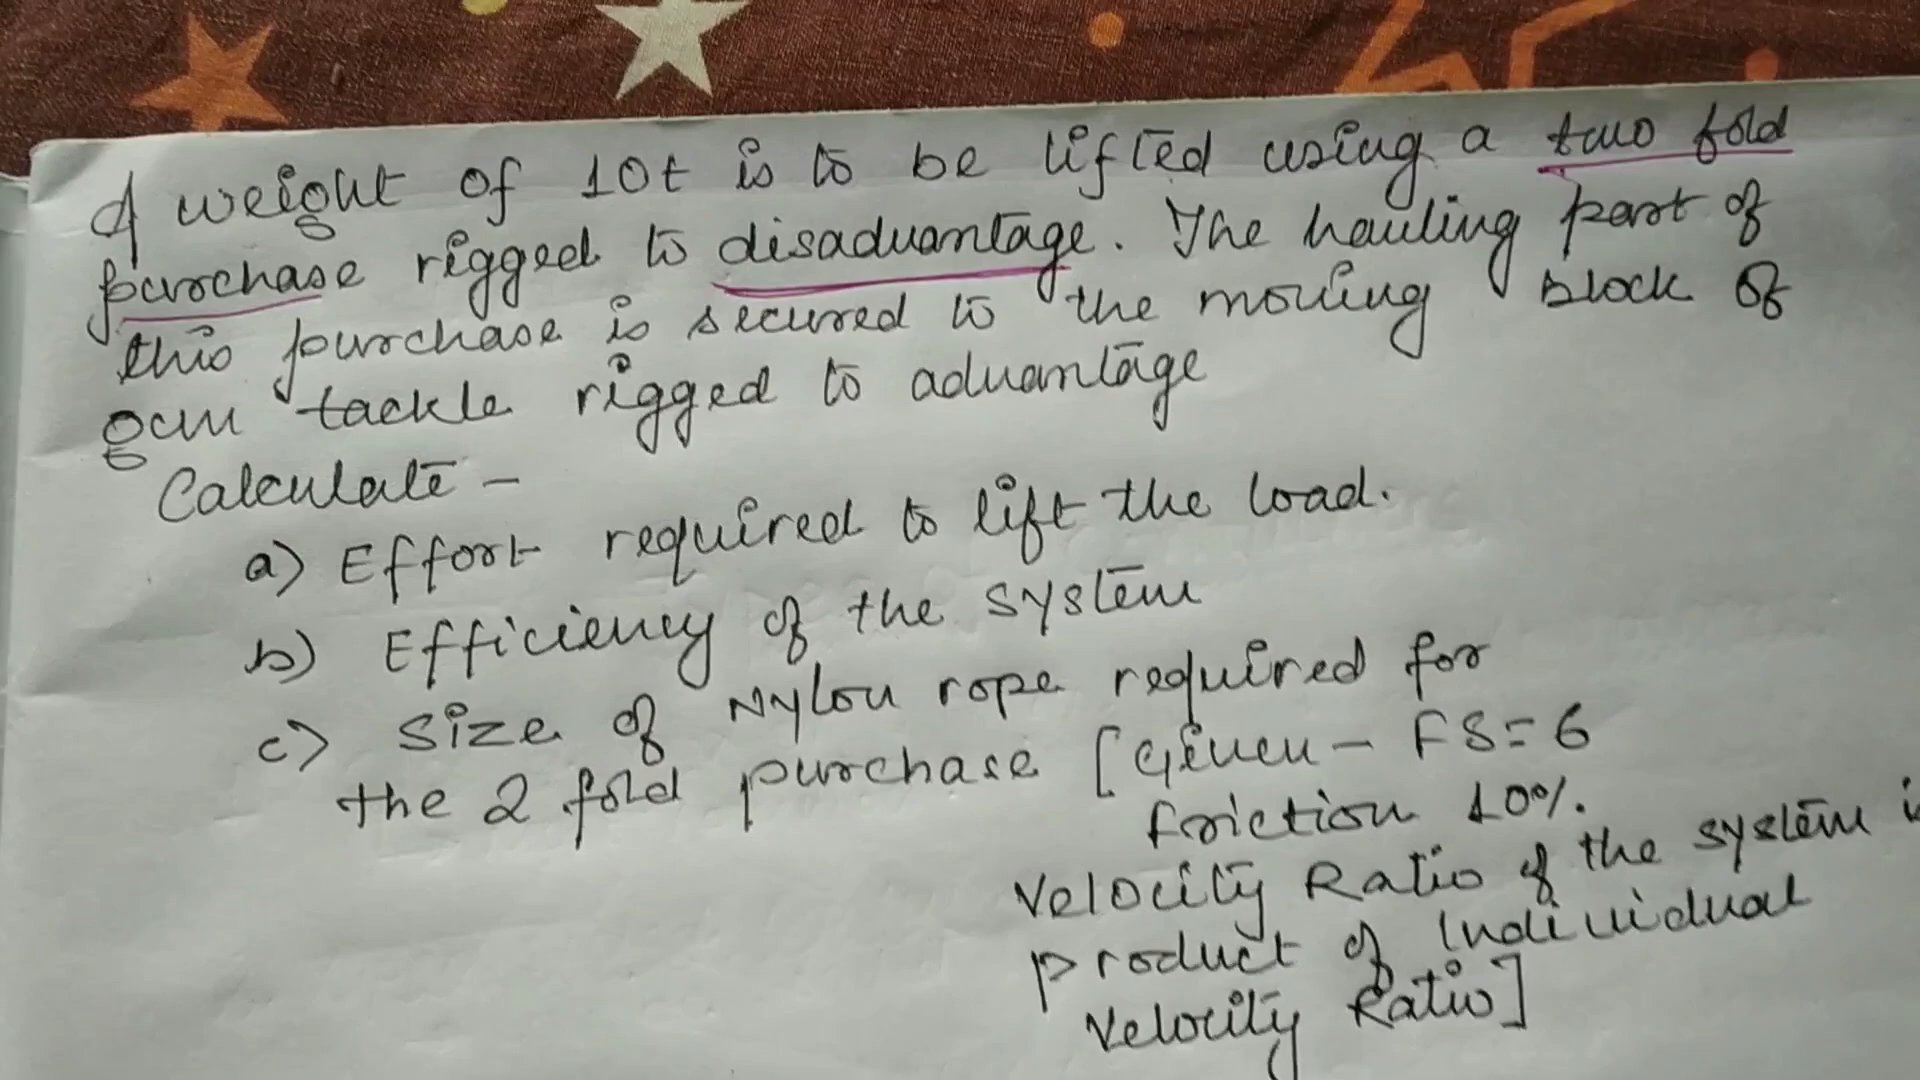 A weight of 10t is to be lifted using a two fold
purchase rigged to disadvantage. The hauling part of
this purchase is secured to the moving block of
gun tackle rigged to advantage
Calculate -
a) Effort required to lift the load.
b) Efficiency of the system
c) Size of Nylon rope required for
the 2 fold purchase [Given - FS = 6
friction 10%.
Velocity Ratio of the system is
product of individual
Velocity Ratio]